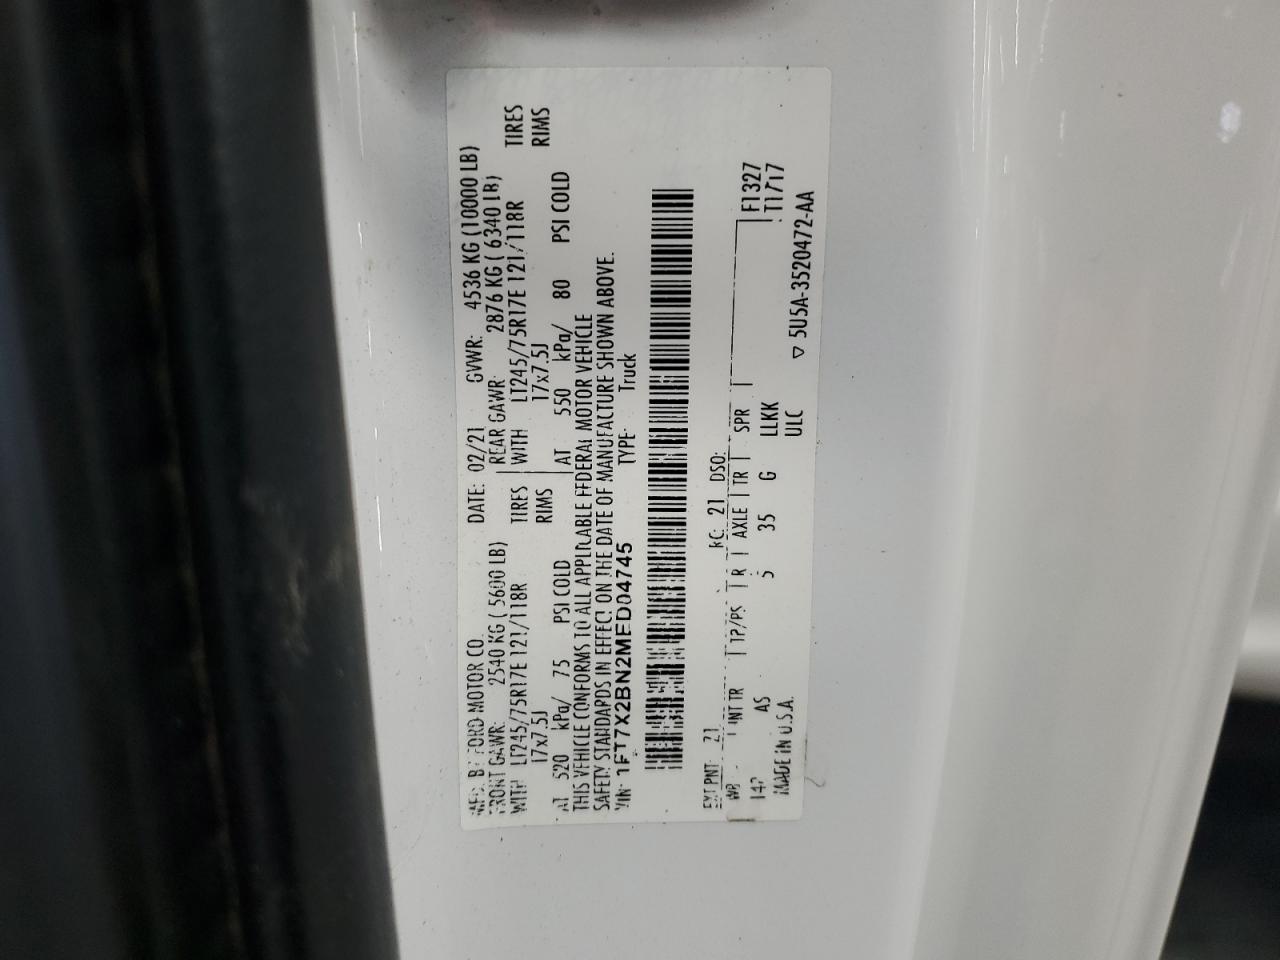 MFD. BY FORD MOTOR CO. DATE: 02/21 GVWR: 4536 KG (10000 LB)
FRONT GAWR: 2540 KG ( 5600 LB) REAR GAWR: 2876 KG ( 6340 LB)
WITH LT245/75R17E 121/118R TIRES WITH LT245/75R17E 121/118R TIRES
17x7.5J RIMS 17x7.5J RIMS
AT 520 kPa/ 75 PSI COLD AT 550 kPa/ 80 PSI COLD
THIS VEHICLE CONFORMS TO ALL APPLICABLE FEDERAL MOTOR VEHICLE
SAFETY STANDARDS IN EFFECT ON THE DATE OF MANUFACTURE SHOWN ABOVE.
VIN: 1FT7X2BN2MED04745 TYPE: Truck
EXT PNT: Z1 RC: 21 DSO:
WB INT TR TP/PS R AXLE TR SPR F1327
142 AS 5 35 G LLKK T1717
MADE IN U.S.A. ULC
▽ 5U5A-3520472-AA